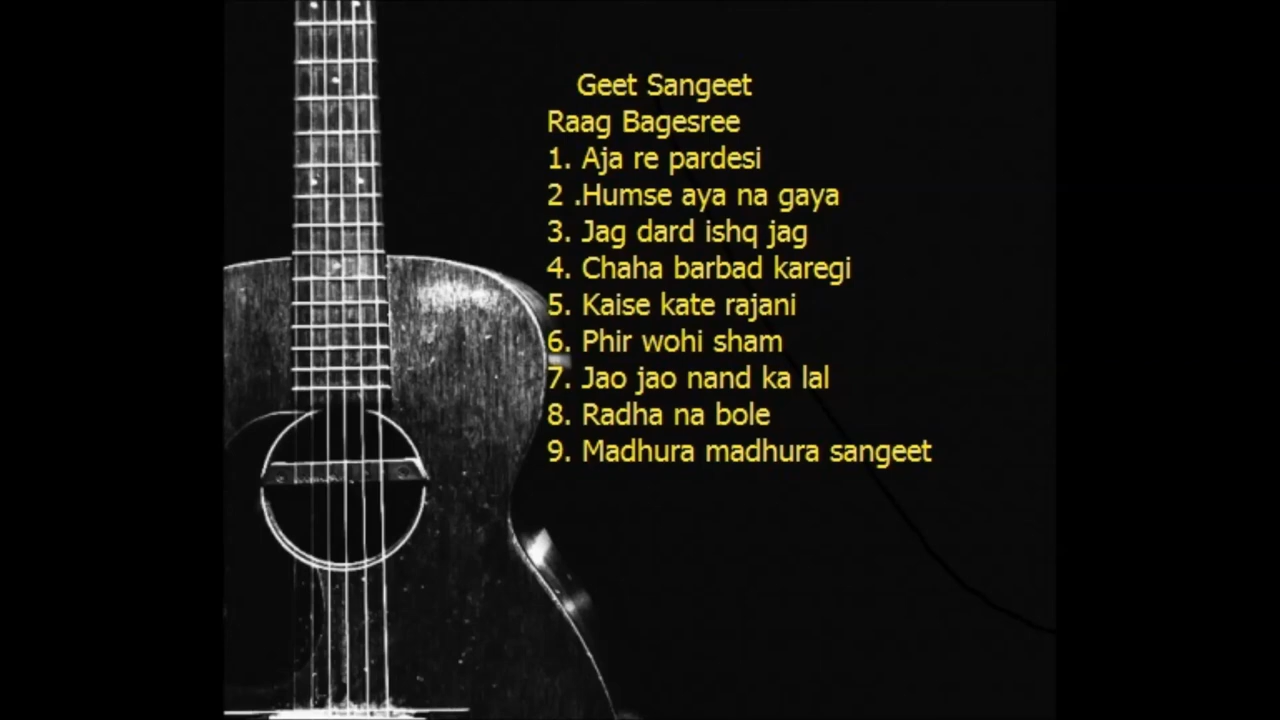 Geet Sangeet
Raag Bagesree
1. Aja re pardesi
2 .Humse aya na gaya
3. Jag dard ishq jag
4. Chaha barbad karegi
5. Kaise kate rajani
6. Phir wohi sham
7. Jao jao nand ka lal
8. Radha na bole
9. Madhura madhura sangeet